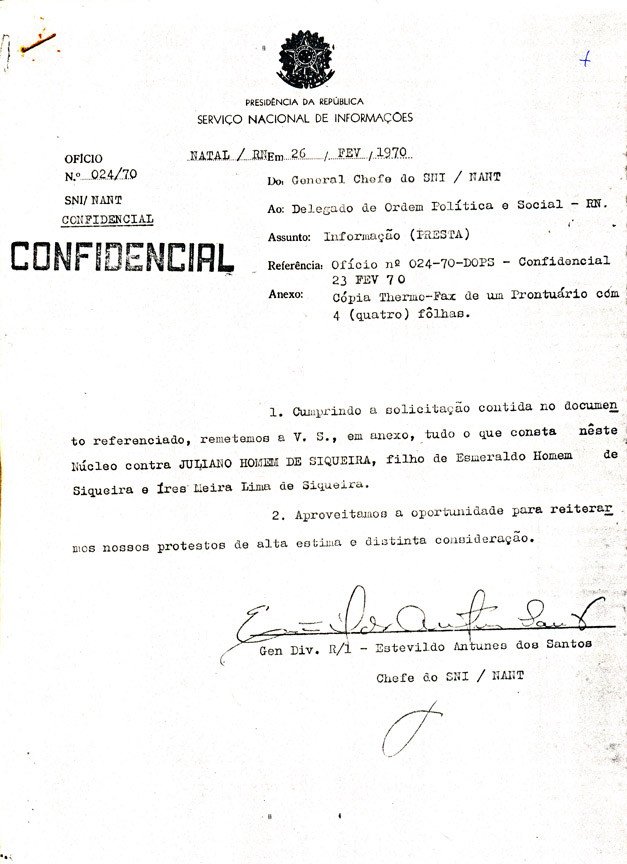 PRESIDÊNCIA DA REPÚBLICA
SERVIÇO NACIONAL DE INFORMAÇÕES
NATAL / RN Em 26 / FEV / 1970
OFÍCIO
N.º 024/70
SNI/ NANT
CONFIDENCIAL
CONFIDENCIAL
Do: General Chefe do SNI / NANT
Ao: Delegado de Ordem Política e Social - RN.
Assunto: Informação (PRESTA)
Referência: Ofício nº 024-70-DOPS - Confidencial
23 FEV 70
Anexo: Cópia Thermo-Fax de um Prontuário com
4 (quatro) fôlhas.
1. Cumprindo a solicitação contida no documen
to referenciado, remetemos a V. S., em anexo, tudo o que consta nêste
Núcleo contra JULIANO HOMEM DE SIQUEIRA, filho de Esmeraldo Homem de
Siqueira e Íres Meira Lima de Siqueira.
2. Aproveitamos a oportunidade para reiterar
mos nossos protestos de alta estima e distinta consideração.
Gen Div. R/1 - Estevildo Antunes dos Santos
Chefe do SNI / NANT